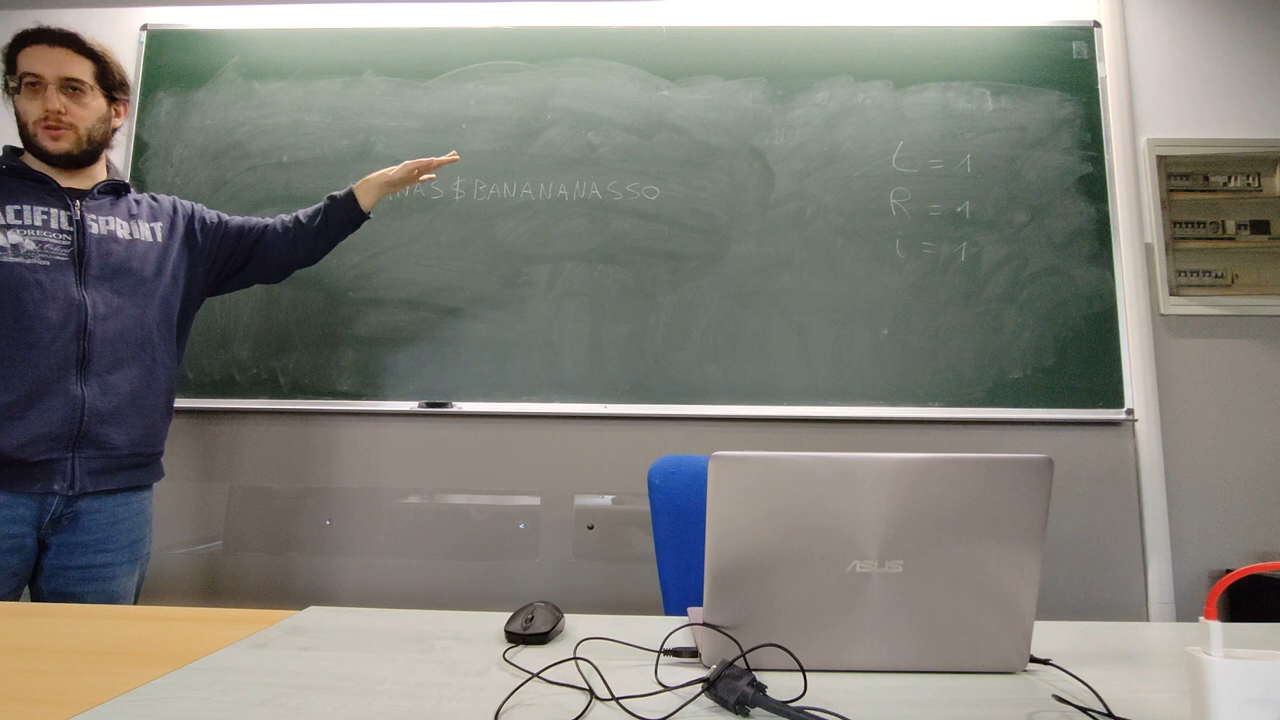 NAS$BANANANASSO
L = 1
R = 1
i = 1
PACIFIC SPRINT
OREGON
ASUS